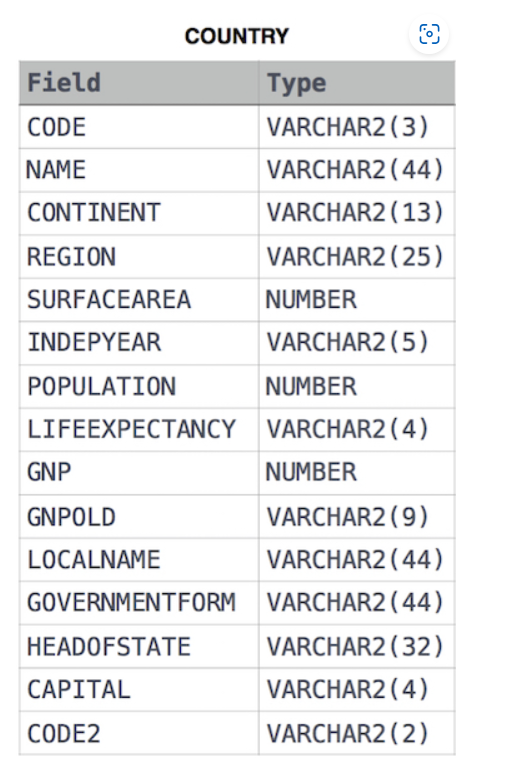 COUNTRY
Field Type
CODE VARCHAR2(3)
NAME VARCHAR2(44)
CONTINENT VARCHAR2(13)
REGION VARCHAR2(25)
SURFACEAREA NUMBER
INDEPYEAR VARCHAR2(5)
POPULATION NUMBER
LIFEEXPECTANCY VARCHAR2(4)
GNP NUMBER
GNPOLD VARCHAR2(9)
LOCALNAME VARCHAR2(44)
GOVERNMENTFORM VARCHAR2(44)
HEADOFSTATE VARCHAR2(32)
CAPITAL VARCHAR2(4)
CODE2 VARCHAR2(2)